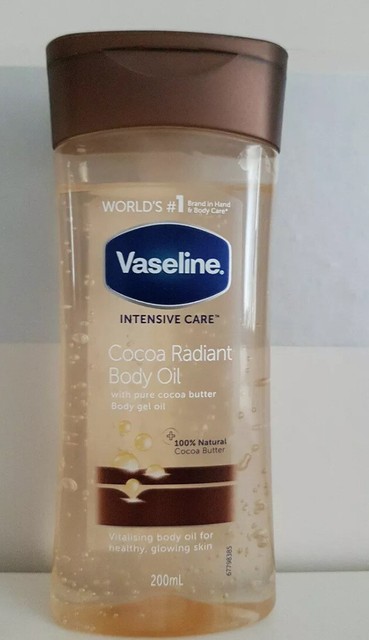 WORLD'S #1 Brand in Hand
& Body Care*
Vaseline.
INTENSIVE CARE™
Cocoa Radiant
Body Oil
with pure cocoa butter
Body gel oil
100% Natural
Cocoa Butter
Vitalising body oil for
healthy, glowing skin
67798385
200mL